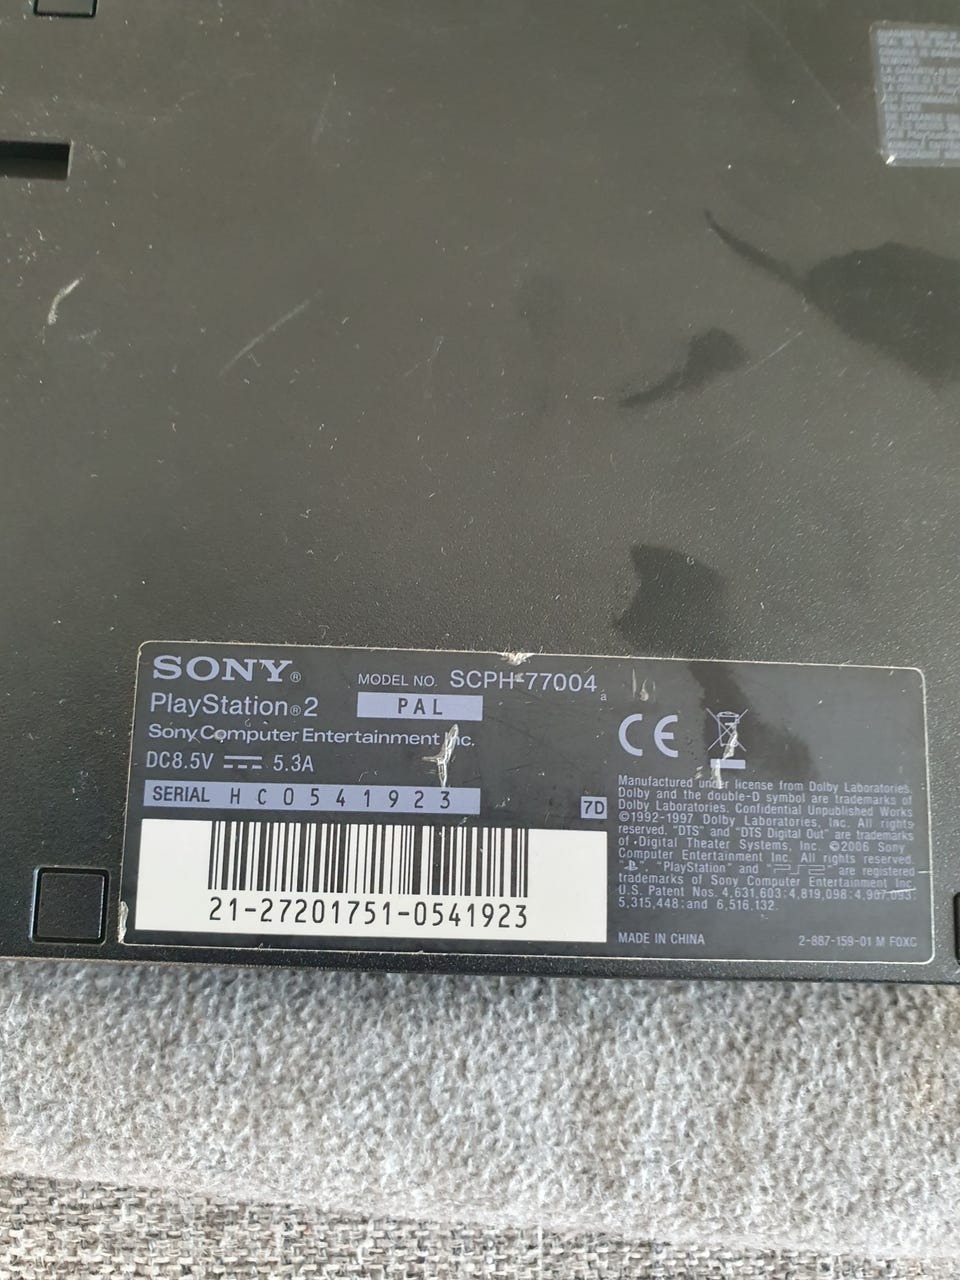 SONY®
PlayStation®2
Sony Computer Entertainment Inc.
DC8.5V 5.3A
MODEL NO. SCPH-77004 a
PAL
SERIAL HC0541923
7D
21-27201751-0541923
CE
Manufactured under license from Dolby Laboratories.
Dolby and the double-D symbol are trademarks of
Dolby Laboratories. Confidential Unpublished Works
©1992-1997 Dolby Laboratories, Inc. All rights
reserved. "DTS" and "DTS Digital Out" are trademarks
of Digital Theater Systems, Inc. ©2006 Sony
Computer Entertainment Inc. All rights reserved.
"PlayStation" and "PS2" are registered
trademarks of Sony Computer Entertainment Inc.
U.S. Patent Nos. 4,631,603; 4,819,098;
5,315,448; and 6,516,132.
MADE IN CHINA
2-887-159-01 M FOXC